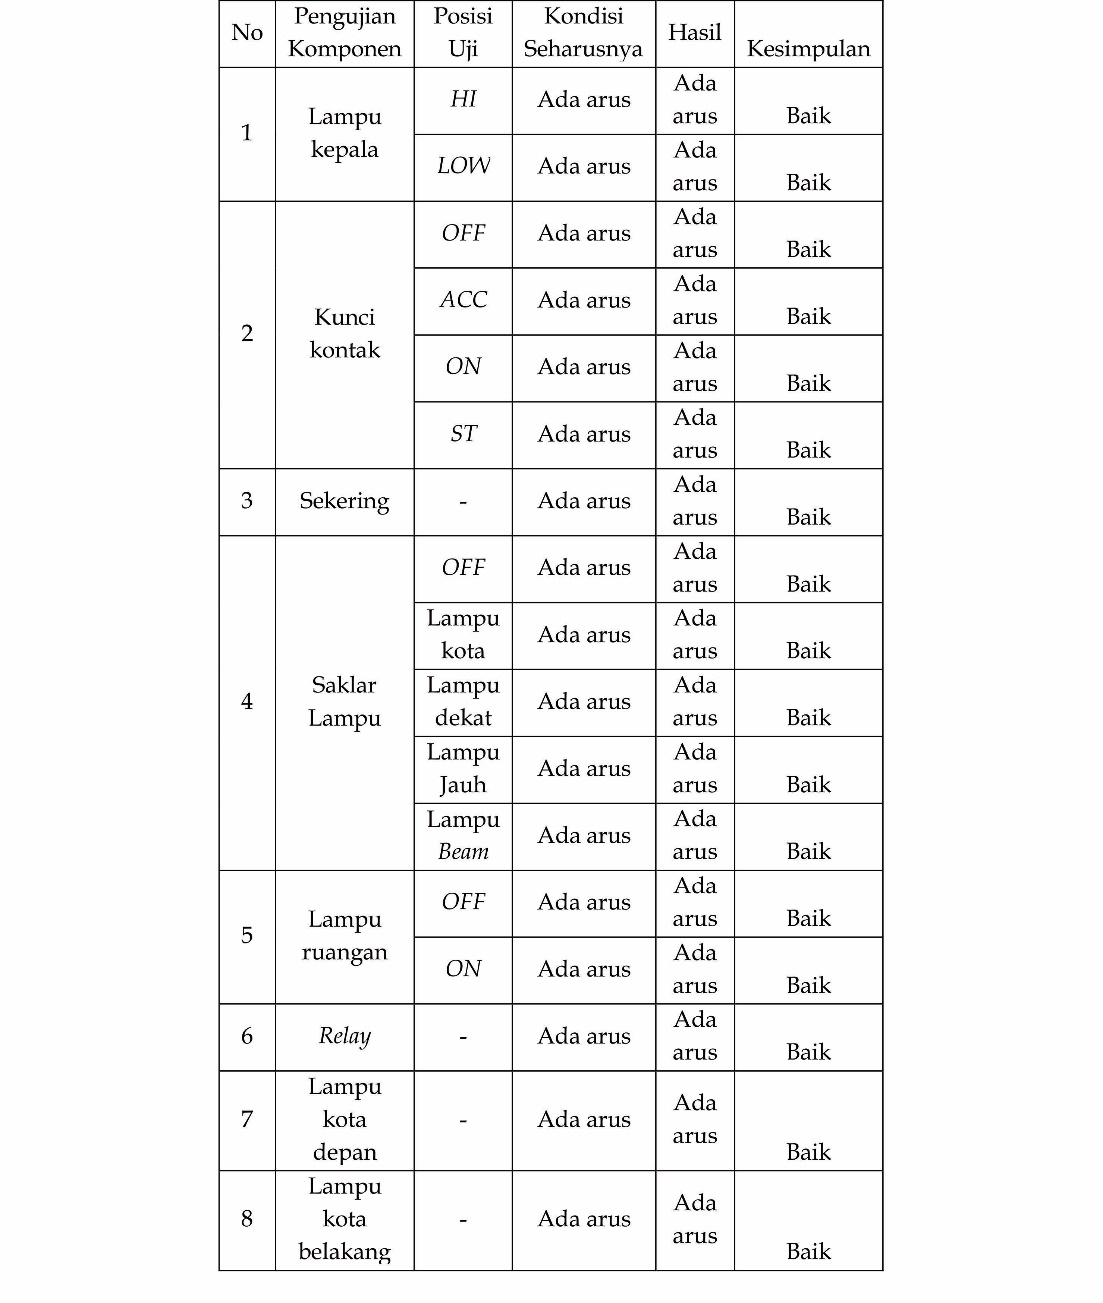 No
Pengujian
Komponen
Posisi
Uji
Kondisi
Seharusnya
Hasil
Kesimpulan
1
Lampu
kepala
HI
Ada arus
Ada
arus
Baik
LOW
Ada arus
Ada
arus
Baik
2
Kunci
kontak
OFF
Ada arus
Ada
arus
Baik
ACC
Ada arus
Ada
arus
Baik
ON
Ada arus
Ada
arus
Baik
ST
Ada arus
Ada
arus
Baik
3
Sekering
-
Ada arus
Ada
arus
Baik
4
Saklar
Lampu
OFF
Ada arus
Ada
arus
Baik
Lampu
kota
Ada arus
Ada
arus
Baik
Lampu
dekat
Ada arus
Ada
arus
Baik
Lampu
Jauh
Ada arus
Ada
arus
Baik
Lampu
Beam
Ada arus
Ada
arus
Baik
5
Lampu
ruangan
OFF
Ada arus
Ada
arus
Baik
ON
Ada arus
Ada
arus
Baik
6
Relay
-
Ada arus
Ada
arus
Baik
7
Lampu
kota
depan
-
Ada arus
Ada
arus
Baik
8
Lampu
kota
belakang
-
Ada arus
Ada
arus
Baik